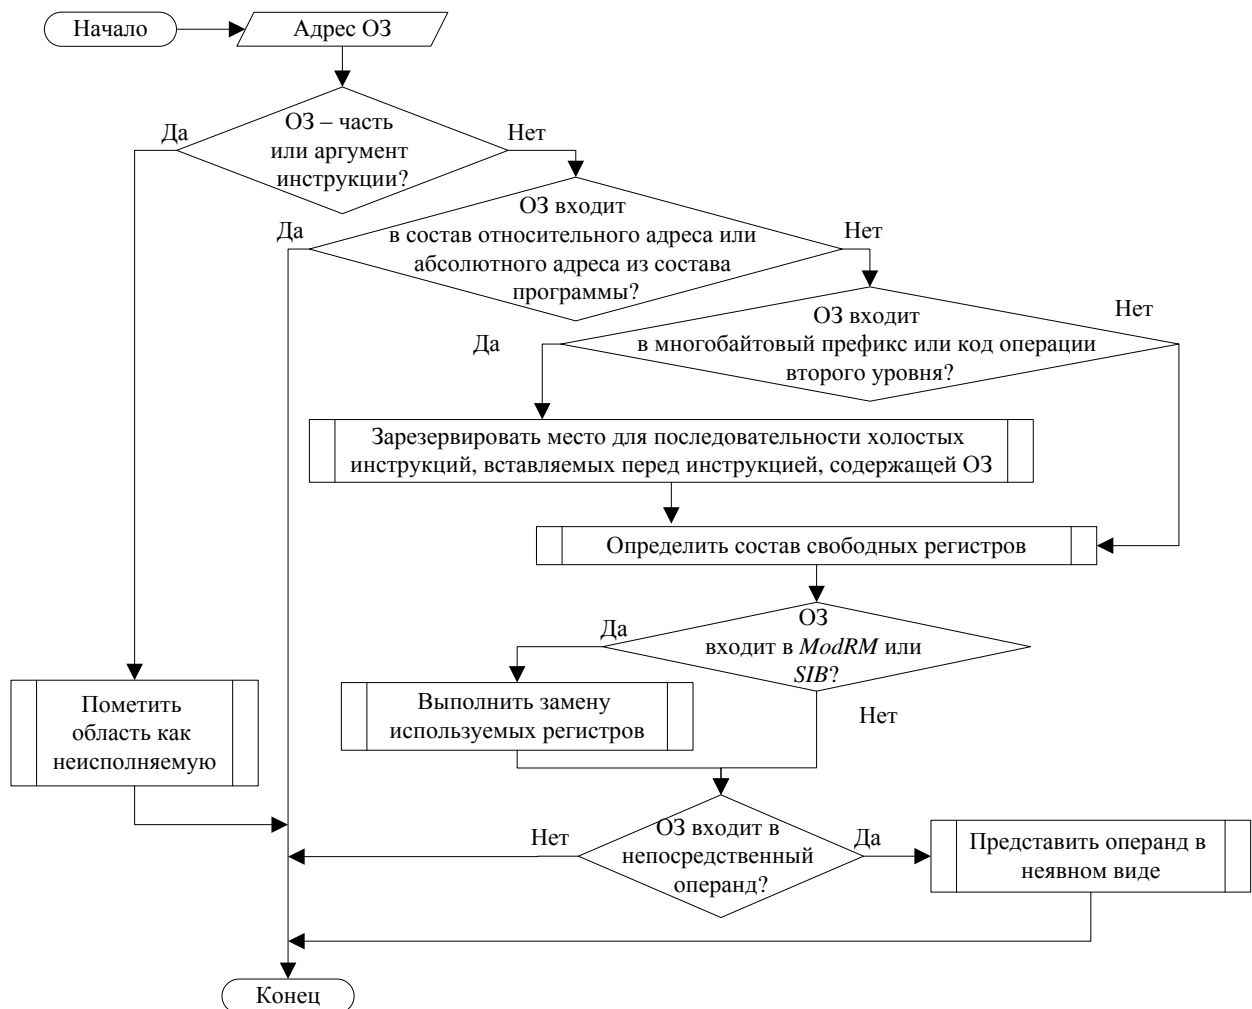 Начало
Адрес ОЗ
Да
ОЗ – часть
или аргумент
инструкции?
Нет
Да
ОЗ входит
в состав относительного адреса или
абсолютного адреса из состава
программы?
Нет
Да
ОЗ входит
в многобайтовый префикс или код операции
второго уровня?
Нет
Зарезервировать место для последовательности холостых
инструкций, вставляемых перед инструкцией, содержащей ОЗ
Определить состав свободных регистров
Да
ОЗ
входит в ModRM или
SIB?
Нет
Пометить
область как
неисполняемую
Выполнить замену
используемых регистров
Нет
ОЗ входит в
непосредственный
операнд?
Да
Представить операнд в
неявном виде
Конец